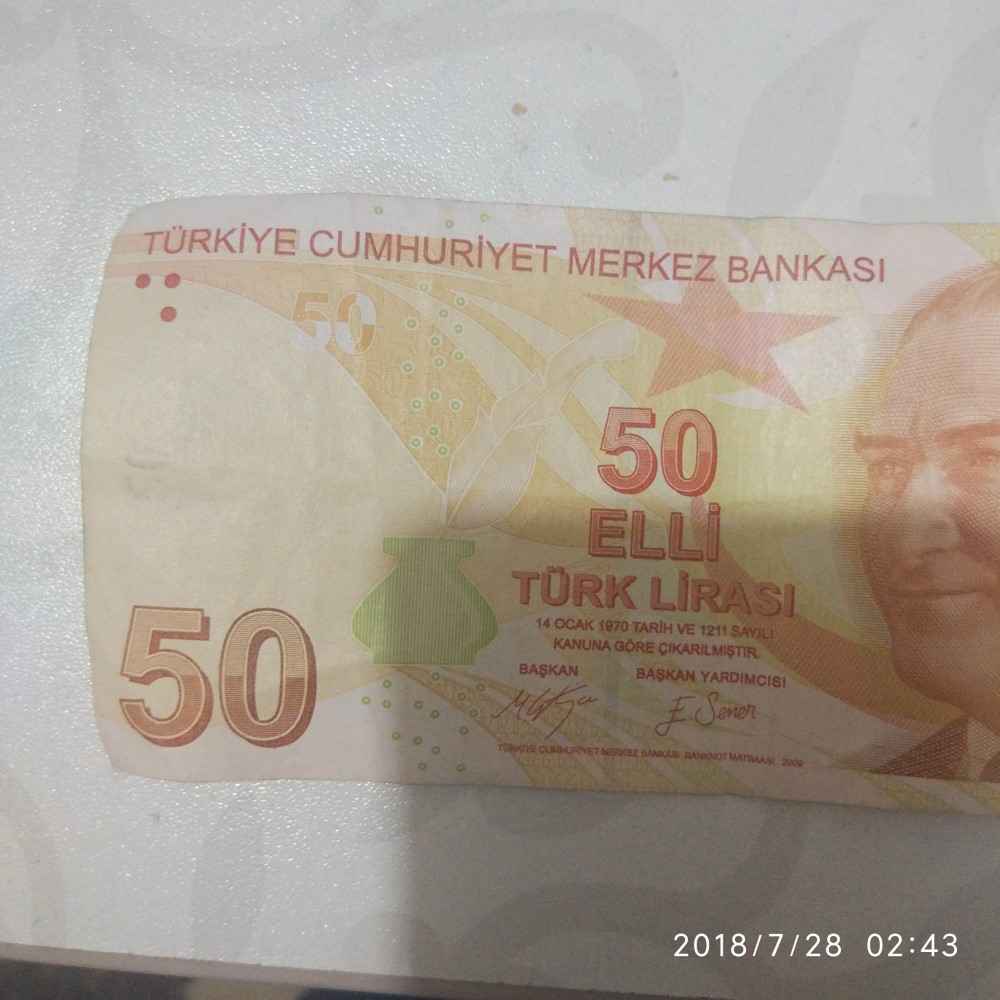 TÜRKİYE CUMHURİYET MERKEZ BANKASI
50
50
ELLİ
TÜRK LİRASI
14 OCAK 1970 TARİH VE 1211 SAYILI
KANUNA GÖRE ÇIKARILMIŞTIR.
BAŞKAN BAŞKAN YARDIMCISI
E. Sener
50
TÜRKİYE CUMHURİYET MERKEZ BANKASI BANKNOT MATBAASI 2009
2018/7/28 02:43